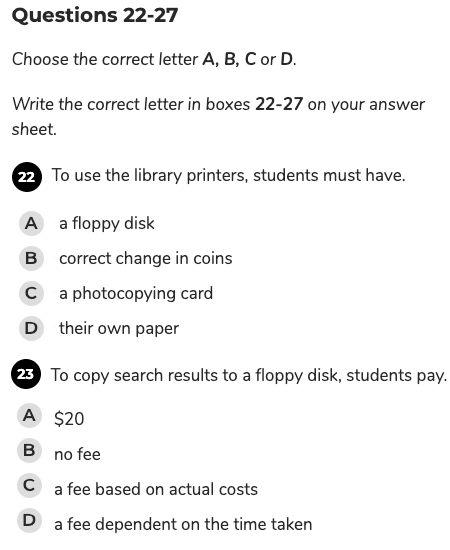 Questions 22-27
Choose the correct letter A, B, C or D.
Write the correct letter in boxes 22-27 on your answer
sheet.
22 To use the library printers, students must have.
A a floppy disk
B correct change in coins
C a photocopying card
D their own paper
23 To copy search results to a floppy disk, students pay.
A $20
B no fee
C a fee based on actual costs
D a fee dependent on the time taken